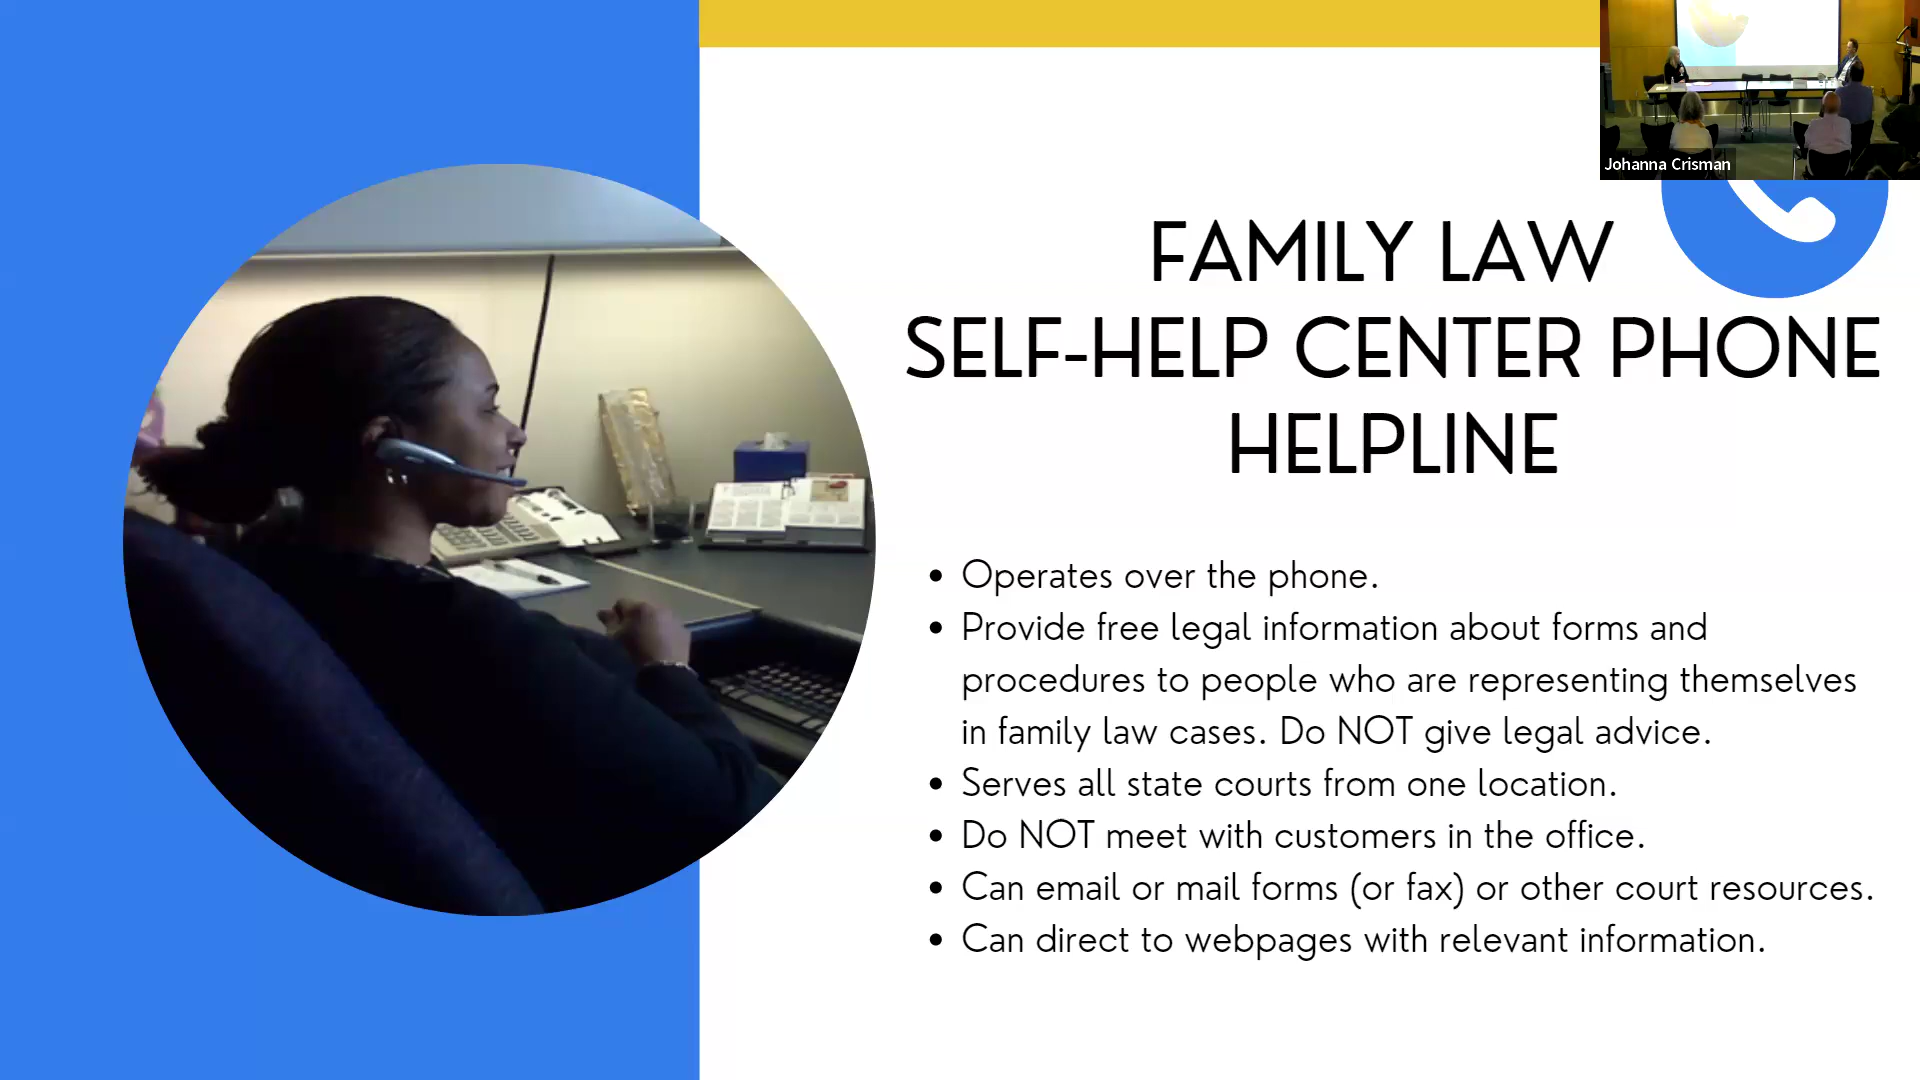 Johanna Crisman
FAMILY LAW
SELF-HELP CENTER PHONE
HELPLINE
• Operates over the phone.
• Provide free legal information about forms and
procedures to people who are representing themselves
in family law cases. Do NOT give legal advice.
• Serves all state courts from one location.
• Do NOT meet with customers in the office.
• Can email or mail forms (or fax) or other court resources.
• Can direct to webpages with relevant information.